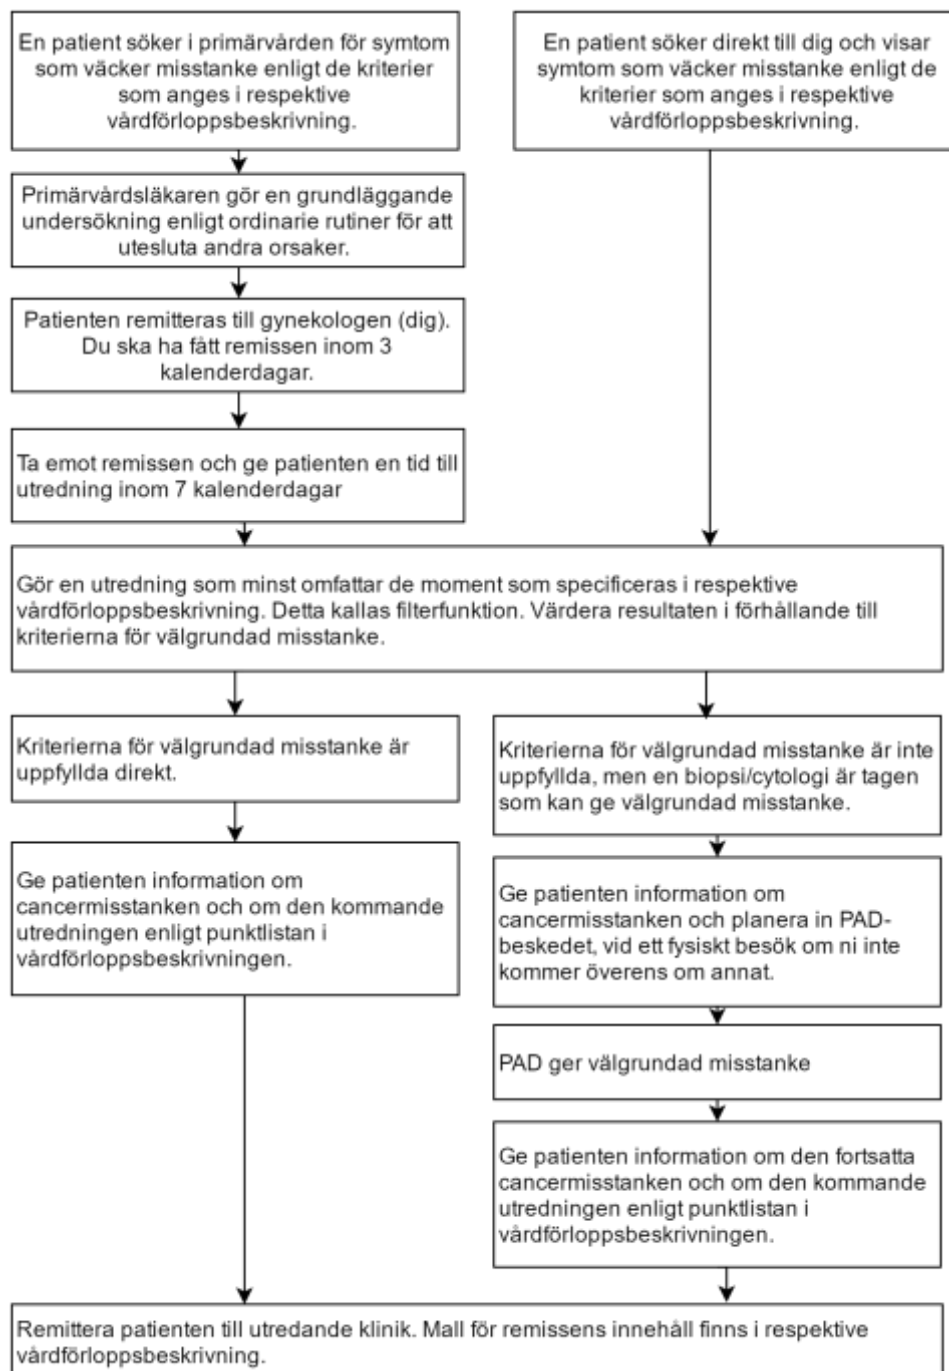 En patient söker i primärvården för symtom
som väcker misstanke enligt de kriterier
som anges i respektive
vårdförloppsbeskrivning.
En patient söker direkt till dig och visar
symtom som väcker misstanke enligt de
kriterier som anges i respektive
vårdförloppsbeskrivning.
Primärvårdsläkaren gör en grundläggande
undersökning enligt ordinarie rutiner för att
utesluta andra orsaker.
Patienten remitteras till gynekologen (dig).
Du ska ha fått remissen inom 3
kalenderdagar.
Ta emot remissen och ge patienten en tid till
utredning inom 7 kalenderdagar
Gör en utredning som minst omfattar de moment som specificeras i respektive
vårdförloppsbeskrivning. Detta kallas filterfunktion. Värdera resultaten i förhållande till
kriterierna för välgrundad misstanke.
Kriterierna för välgrundad misstanke är
uppfyllda direkt.
Kriterierna för välgrundad misstanke är inte
uppfyllda, men en biopsi/cytologi är tagen
som kan ge välgrundad misstanke.
Ge patienten information om
cancermisstanken och om den kommande
utredningen enligt punktlistan i
vårdförloppsbeskrivningen.
Ge patienten information om
cancermisstanken och planera in PAD-
beskedet, vid ett fysiskt besök om ni inte
kommer överens om annat.
PAD ger välgrundad misstanke
Ge patienten information om den fortsatta
cancermisstanken och om den kommande
utredningen enligt punktlistan i
vårdförloppsbeskrivningen.
Remittera patienten till utredande klinik. Mall för remissens innehåll finns i respektive
vårdförloppsbeskrivning.